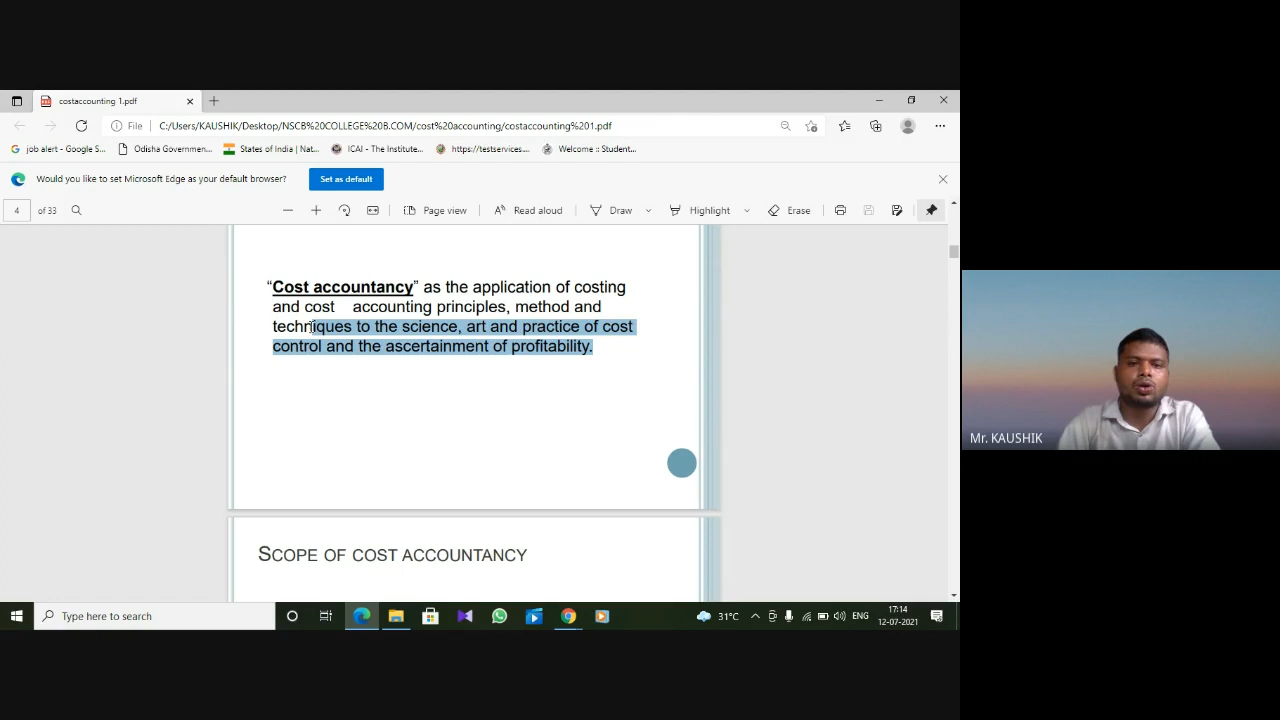 costaccounting 1.pdf
File C:/Users/KAUSHIK/Desktop/NSCB%20COLLEGE%20B.COM/cost%20accounting/costaccounting%201.pdf
job alert - Google S... Odisha Governmen... States of India | Nat... ICAI - The Institute... https://testservices.... Welcome :: Student...
Would you like to set Microsoft Edge as your default browser? Set as default
4 of 33 Page view Read aloud Draw Highlight Erase
“Cost accountancy” as the application of costing
and cost accounting principles, method and
techniques to the science, art and practice of cost
control and the ascertainment of profitability.
Mr. KAUSHIK
SCOPE OF COST ACCOUNTANCY
Type here to search 31°C ENG 17:14
12-07-2021